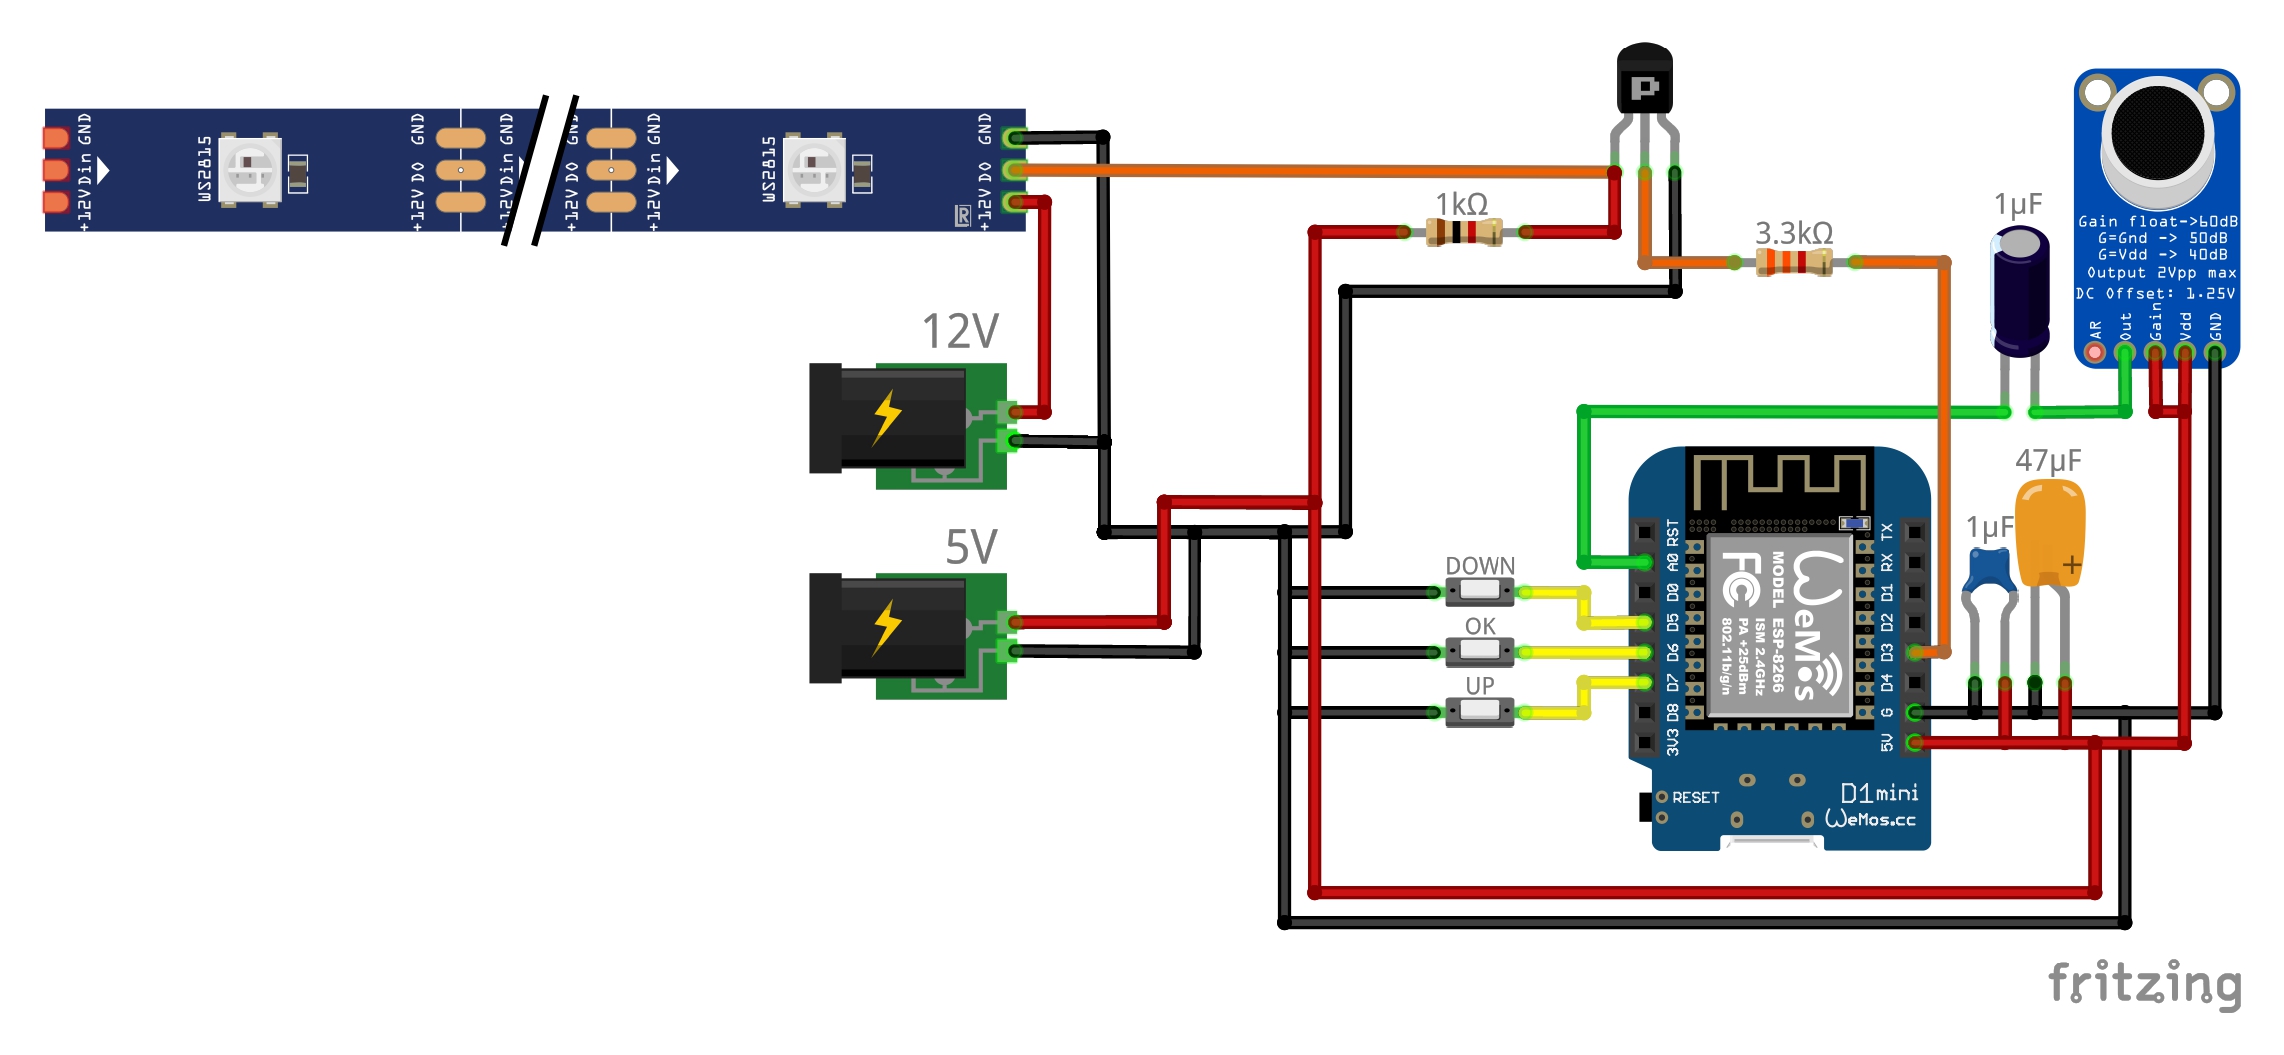 GND
Din
+12V
WS2815
GND
DO
+12V
GND
Din
+12V
GND
DO
+12V
GND
Din
+12V
WS2815
GND
DO
+12V
LR
P
1kΩ
3.3kΩ
1µF
Gain float->60dB
G=Gnd -> 50dB
G=Vdd -> 40dB
Output 2Vpp max
DC Offset: 1.25V
AR
Out
Gain
Vdd
GND
12V
5V
47µF
1µF
DOWN
OK
UP
RST
A0
D0
D5
D6
D7
D8
3V3
TX
RX
D1
D2
D3
D4
G
5V
WeMos
MODEL ESP-8266
ISM 2.4GHz
PA +25dBm
802.11b/g/n
FC
+
RESET
D1mini
WeMos.cc
fritzing